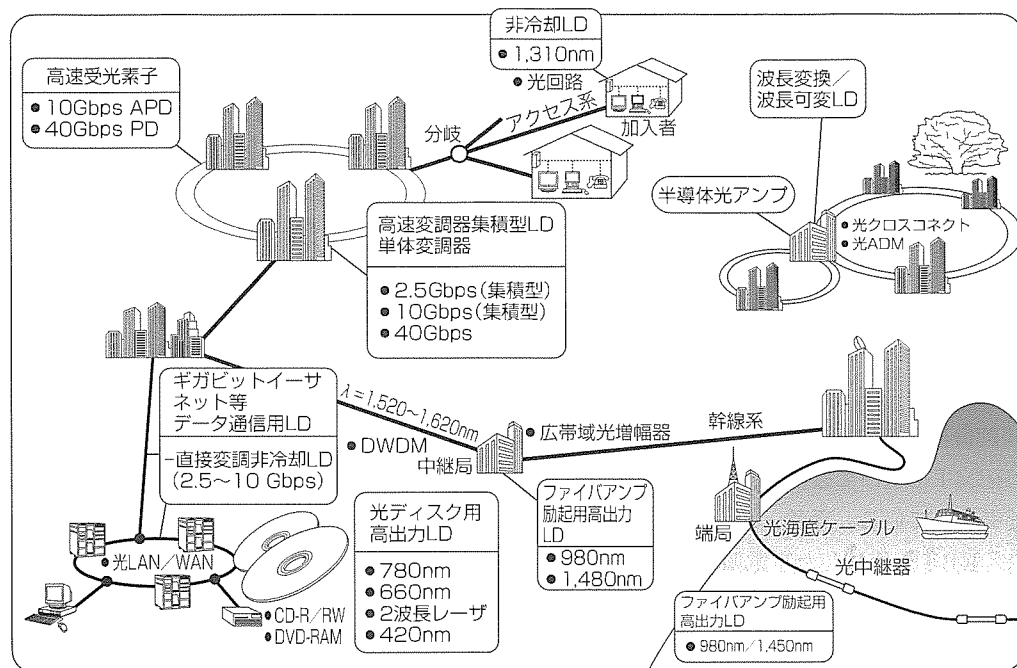 非冷却LD
● 1,310nm
高速受光素子
● 10Gbps APD
● 40Gbps PD
● 光回路
アクセス系
加入者
分岐
波長変換／
波長可変LD
半導体光アンプ
● 光クロスコネクト
● 光ADM
高速変調器集積型LD
単体変調器
● 2.5Gbps（集積型）
● 10Gbps（集積型）
● 40Gbps
ギガビットイーサ
ネット等
データ通信用LD
−直接変調非冷却LD
（2.5〜10 Gbps）
λ＝1,520〜1,620nm
● DWDM
中継局
● 広帯域光増幅器
幹線系
ファイバアンプ
励起用高出力
LD
● 980nm
● 1,480nm
光ディスク用
高出力LD
● 780nm
● 660nm
● 2波長レーザ
● 420nm
● 光LAN／WAN
● CD-R／RW
● DVD-RAM
端局
光海底ケーブル
光中継器
ファイバアンプ励起用
高出力LD
● 980nm／1,450nm